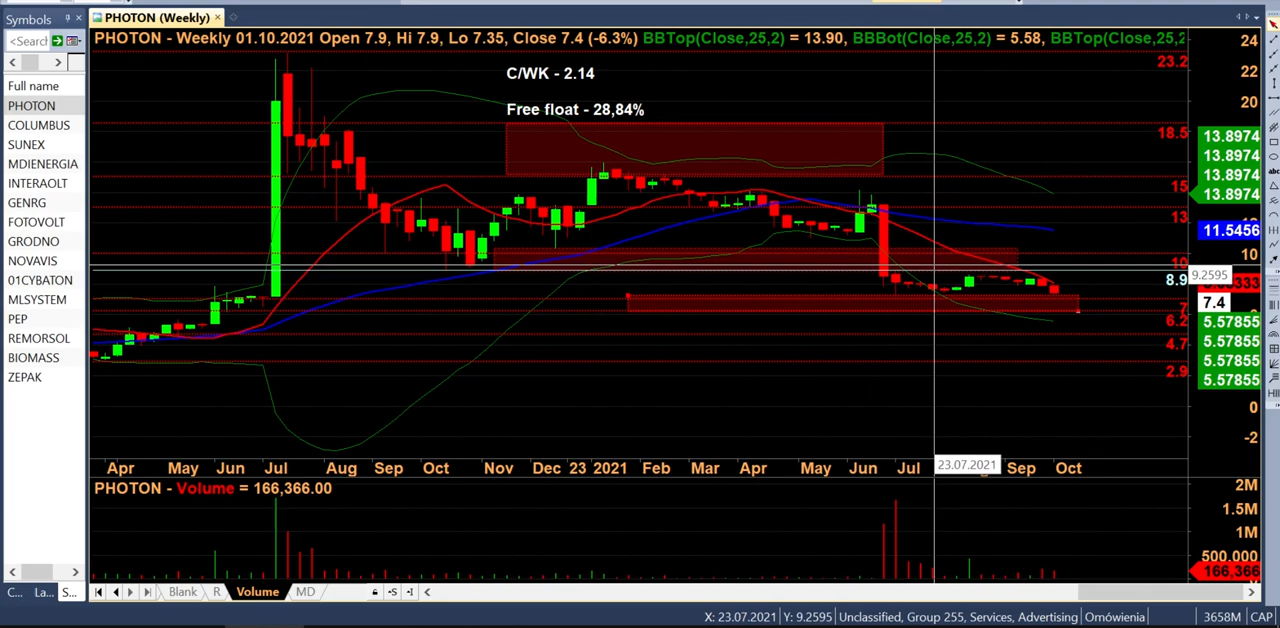 Symbols
PHOTON (Weekly)
<Search
PHOTON - Weekly 01.10.2021 Open 7.9, Hi 7.9, Lo 7.35, Close 7.4 (-6.3%) BBTop(Close,25,2) = 13.90, BBBot(Close,25,2) = 5.58, BBTop(Close,25,2
Full name
PHOTON
COLUMBUS
SUNEX
MDIENERGIA
INTERAOLT
GENRG
FOTOVOLT
GRODNO
NOVAVIS
01CYBATON
MLSYSTEM
PEP
REMORSOL
BIOMASS
ZEPAK
C/WK - 2.14
Free float - 28,84%
23.2
18.5
15
13
10
8.9
7
6.2
4.7
2.9
24
22
20
13.8974
13.8974
13.8974
13.8974
11.5456
10
9.2595
7.4
5.57855
5.57855
5.57855
5.57855
0
-2
Apr May Jun Jul Aug Sep Oct Nov Dec 23 2021 Feb Mar Apr May Jun Jul 23.07.2021 Sep Oct
PHOTON - Volume = 166,366.00
2M
1.5M
1M
500,000
166,366
C... La... S...
Blank R Volume MD
X: 23.07.2021 Y: 9.2595 Unclassified, Group 255, Services, Advertising Omówienia 3658M CAP